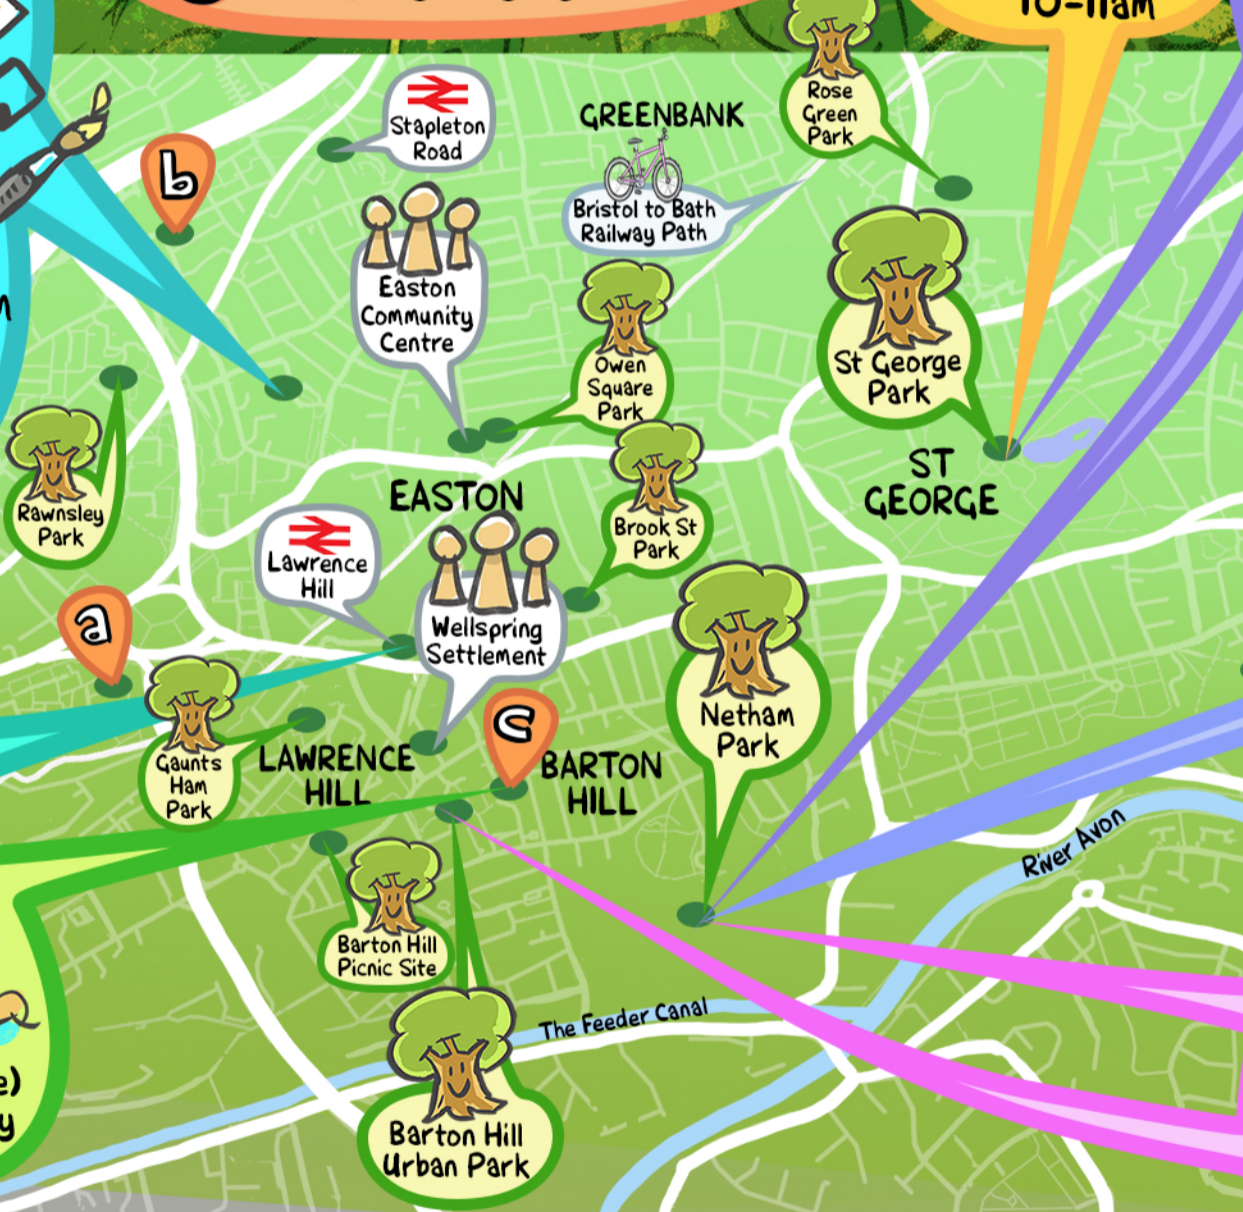 10-11am
Rose
Green
Park
Stapleton
Road
GREENBANK
b
Bristol to Bath
Railway Path
Easton
Community
Centre
Owen
Square
Park
St George
Park
ST
GEORGE
EASTON
Rawnsley
Park
Brook St
Park
Lawrence
Hill
Wellspring
Settlement
a
Netham
Park
c
Gaunts
Ham
Park
LAWRENCE
HILL
BARTON
HILL
River Avon
Barton Hill
Picnic Site
The Feeder Canal
Barton Hill
Urban Park